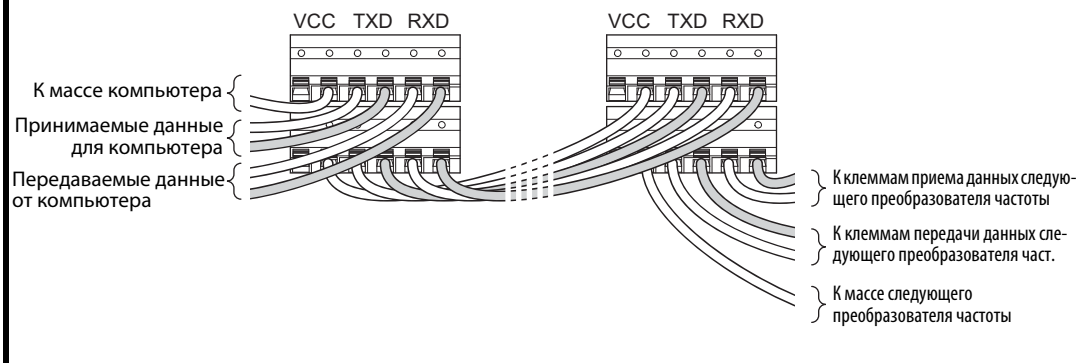 VCC TXD RXD
VCC TXD RXD
К массе компьютера
Принимаемые данные
для компьютера
Передаваемые данные
от компьютера
К клеммам приема данных следую-
щего преобразователя частоты
К клеммам передачи данных сле-
дующего преобразователя част.
К массе следующего
преобразователя частоты